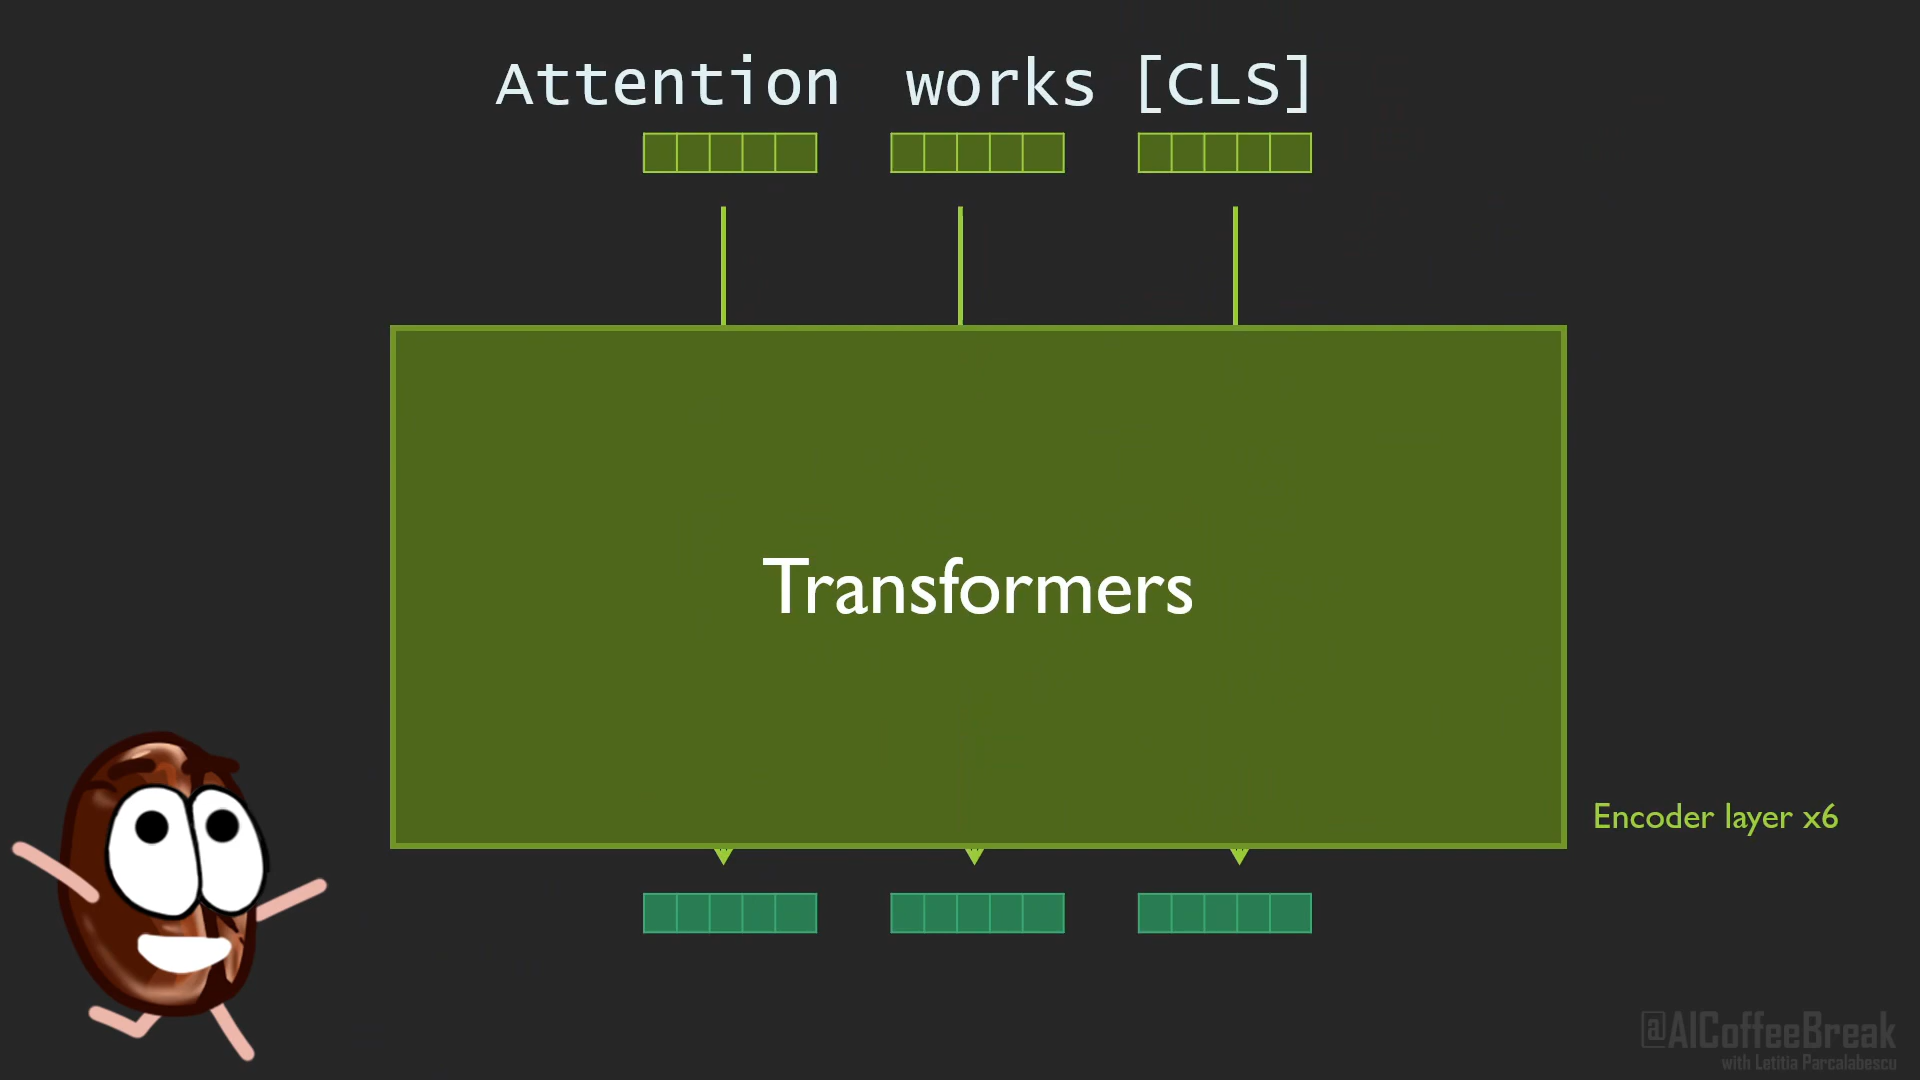 Attention works [CLS]
Transformers
Encoder layer x6
@AICoffeeBreak
with Letitia Parcalabescu